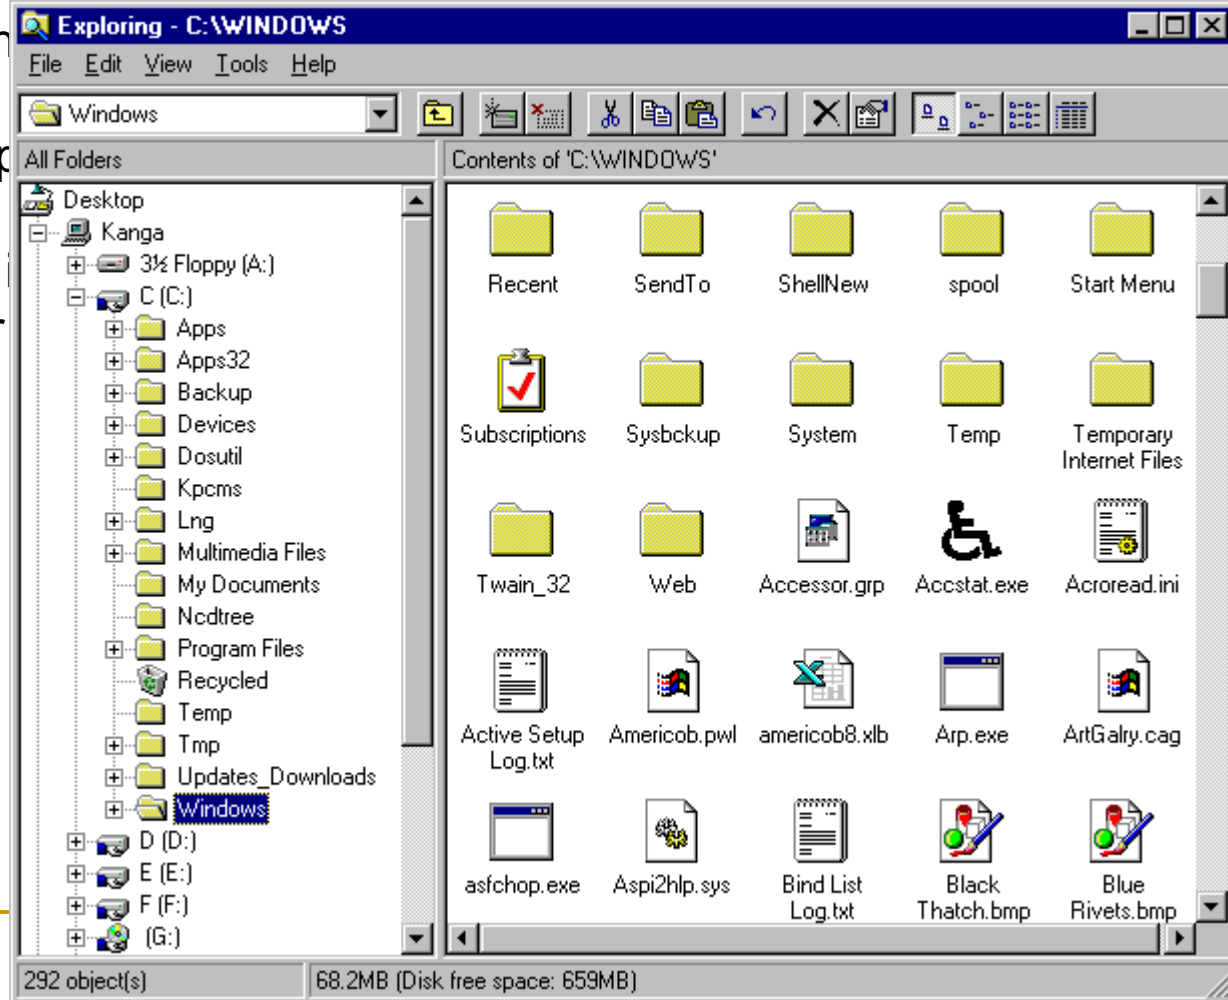 Exploring - C:\WINDOWS
File Edit View Tools Help
Windows
All Folders
Contents of 'C:\WINDOWS'
Desktop
Kanga
3½ Floppy (A:)
C (C:)
Apps
Apps32
Backup
Devices
Dosutil
Kpcms
Lng
Multimedia Files
My Documents
Ncdtree
Program Files
Recycled
Temp
Tmp
Updates_Downloads
Windows
D (D:)
E (E:)
F (F:)
(G:)
Recent
SendTo
ShellNew
spool
Start Menu
Subscriptions
Sysbckup
System
Temp
Temporary
Internet Files
Twain_32
Web
Accessor.grp
Accstat.exe
Acroread.ini
Active Setup
Log.txt
Americob.pwl
americob8.xlb
Arp.exe
ArtGalry.cag
asfchop.exe
Aspi2hlp.sys
Bind List
Log.txt
Black
Thatch.bmp
Blue
Rivets.bmp
292 object(s)
68.2MB (Disk free space: 659MB)